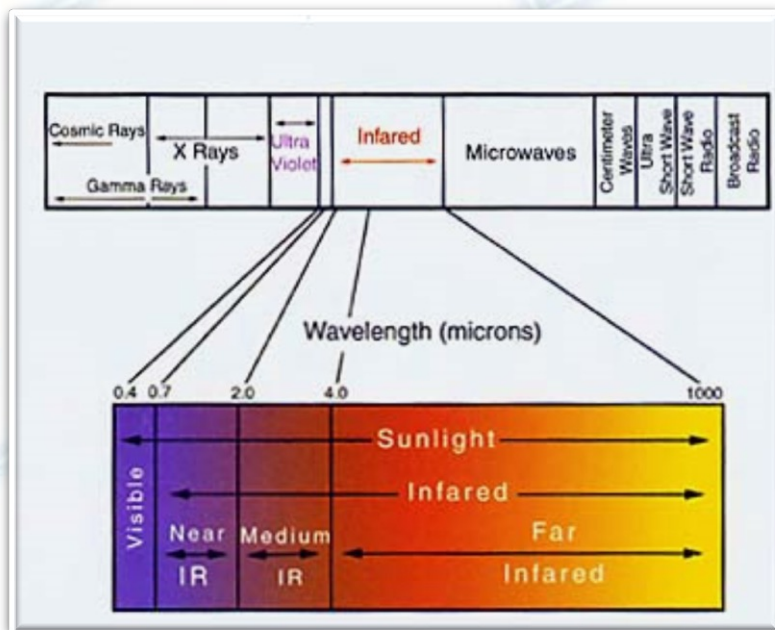 Cosmic Rays
X Rays
Gamma Rays
Ultra
Violet
Infared
Microwaves
Centimeter
Waves
Ultra
Short Wave
Short Wave
Radio
Broadcast
Radio
Wavelength (microns)
0.4 0.7 2.0 4.0 1000
Sunlight
Infared
Visible
Near
IR
Medium
IR
Far
Infared